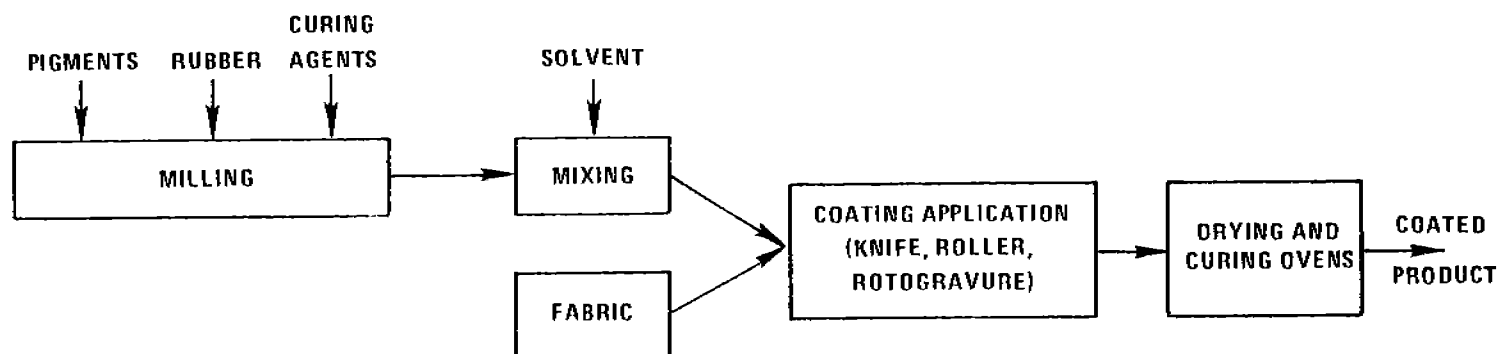 PIGMENTS
RUBBER
CURING
AGENTS
SOLVENT
MILLING
MIXING
FABRIC
COATING APPLICATION
(KNIFE, ROLLER,
ROTOGRAVURE)
DRYING AND
CURING OVENS
COATED
PRODUCT